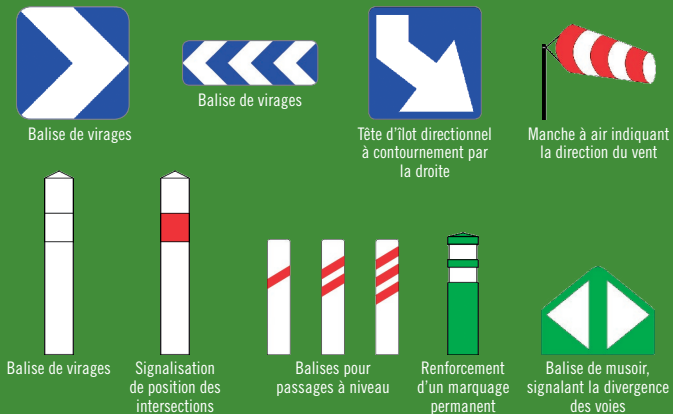 Balise de virages
Balise de virages
Tête d'îlot directionnel
à contournement par
la droite
Manche à air indiquant
la direction du vent
Balise de virages
Signalisation
de position des
intersections
Balises pour
passages à niveau
Renforcement
d'un marquage
permanent
Balise de musoir,
signalant la divergence
des voies